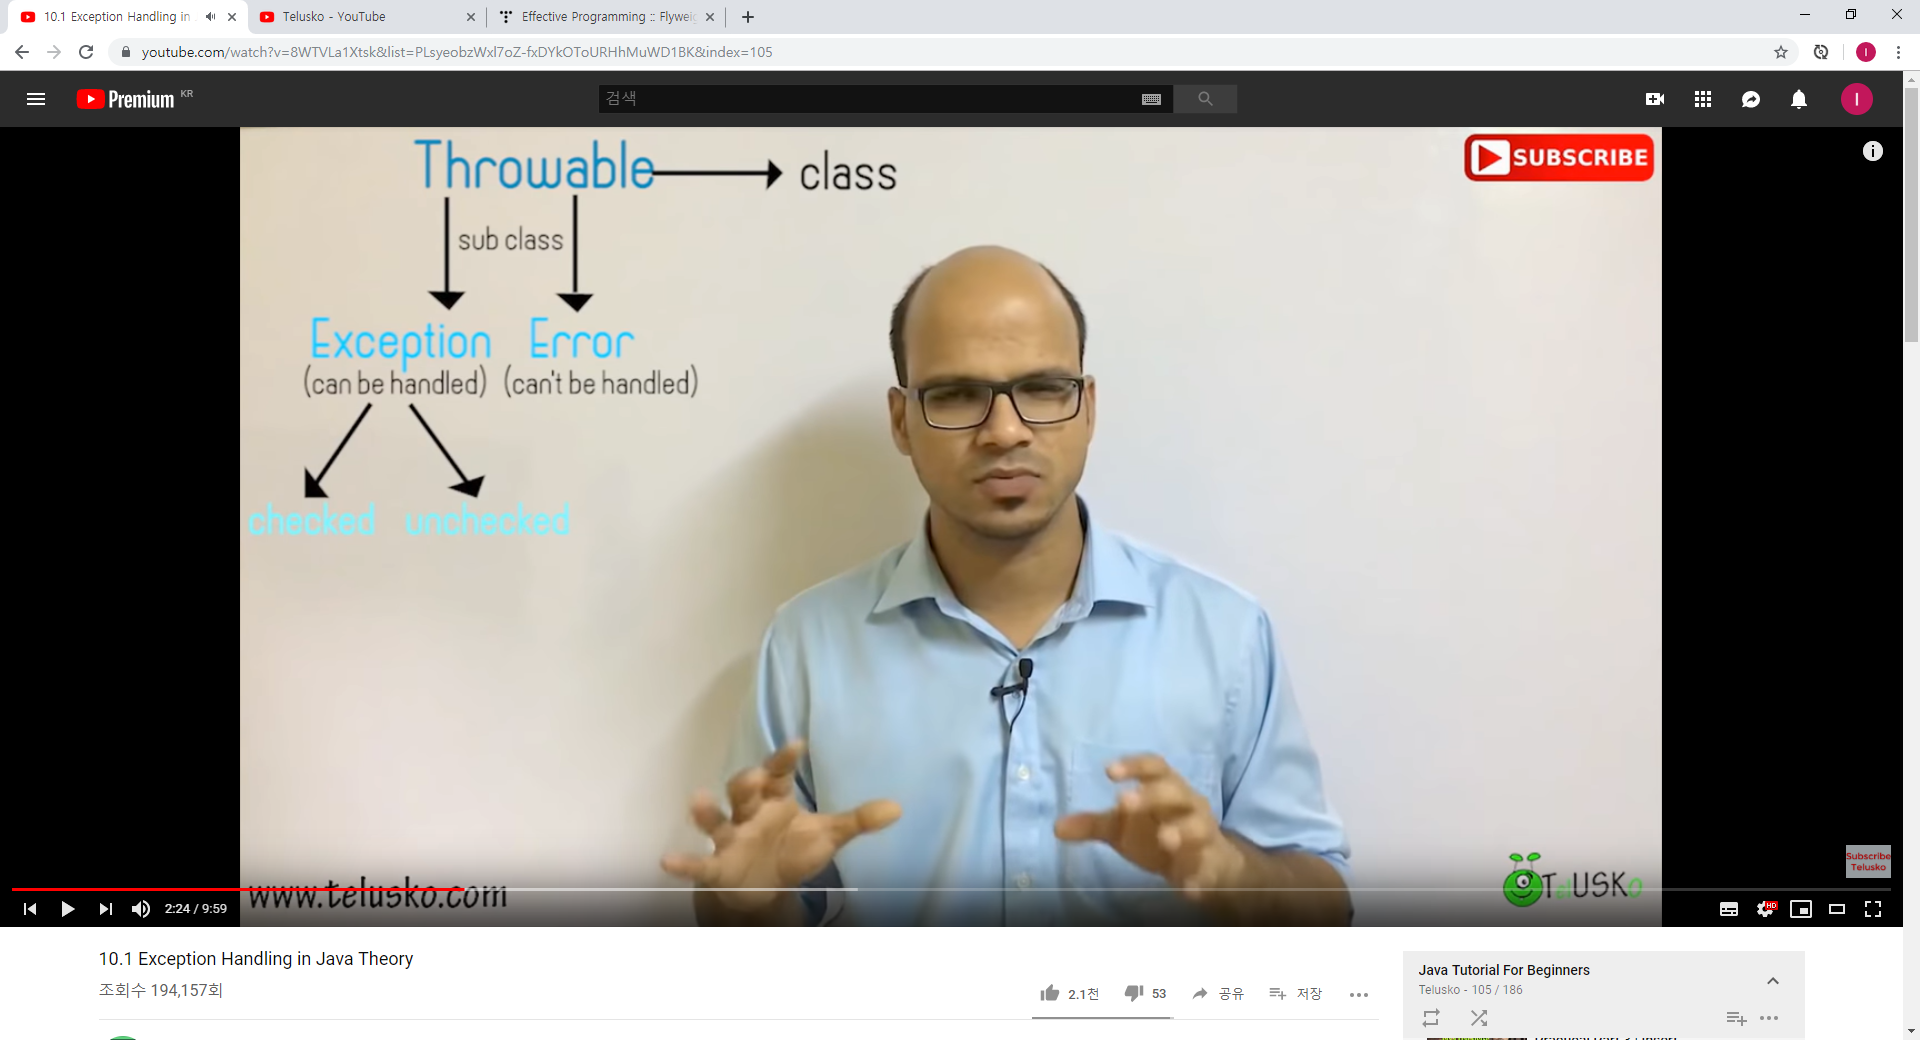 10.1 Exception Handling in
Telusko - YouTube
Effective Programming :: Flywei
youtube.com/watch?v=8WTVLa1Xtsk&list=PLsyeobzWxl7oZ-fxDYkOToURHhMuWD1BK&index=105
I
Premium KR
검색
I
Throwable class
SUBSCRIBE
sub class
Exception Error
(can be handled) (can't be handled)
checked unchecked
Subscribe
Telusko
www.telusko.com
TelUSKO
2:24 / 9:59
HD
10.1 Exception Handling in Java Theory
조회수 194,157회
2.1천 53 공유 저장
Java Tutorial For Beginners
Telusko - 105 / 186